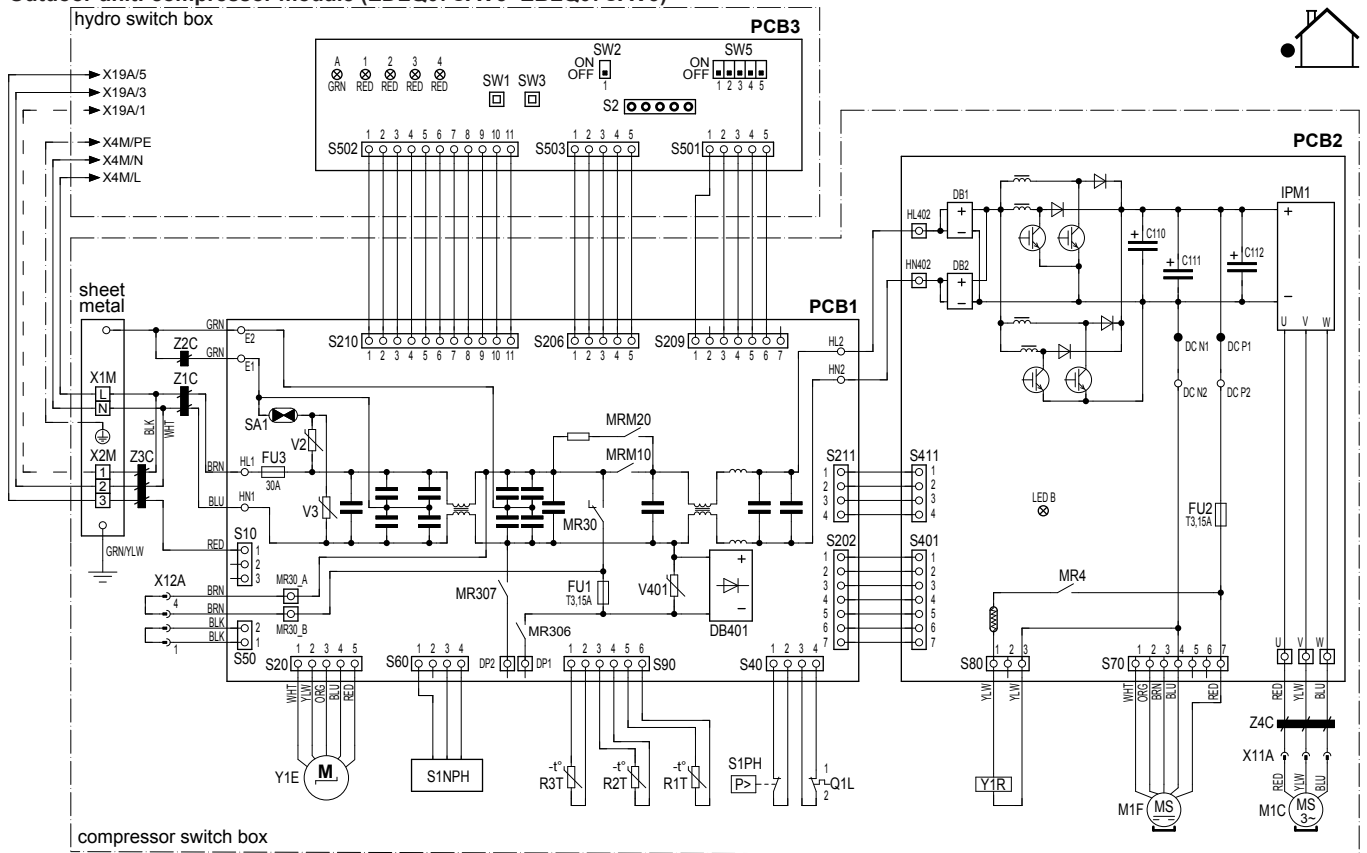 hydro switch box
PCB3
A 1 2 3 4
GRN RED RED RED RED
SW1 SW3
SW2
ON
OFF
1
SW5
ON
OFF
1 2 3 4 5
S2
X19A/5
X19A/3
X19A/1
X4M/PE
X4M/N
X4M/L
S502 1 2 3 4 5 6 7 8 9 10 11
S503 1 2 3 4 5
S501 1 2 3 4 5
PCB2
HL402
HN402
DB1
+
-
DB2
+
-
C110
+
C111
+
C112
+
IPM1
+
-
U V W
DC N1 DC P1
DC N2 DC P2
sheet
metal
PCB1
GRN
E2
GRN
E1
S210 1 2 3 4 5 6 7 8 9 10 11
S206 1 2 3 4 5
S209 1 2 3 4 5 6 7
HL2
HN2
Z2C
Z1C
X1M
L
N
BLK
WHT
X2M
1
2
3
Z3C
SA1
V2
V3
BRN HL1
FU3
30A
BLU HN1
MRM20
MRM10
MR30
S211
1
2
3
4
S411
1
2
3
4
LED B
FU2
T3,15A
GRN/YLW
RED
S10
1
2
3
X12A
4
1
BRN MR30_A
BRN MR30_B
BLK 2
BLK 1
S50
MR307
MR306
FU1
T3,15A
V401
DB401
+
-
S202
1
2
3
4
5
6
7
S401
1
2
3
4
5
6
7
MR4
S20 1 2 3 4 5
WHT YLW ORG BLU RED
S60 1 2 3 4
DP2 DP1
1 2 3 4 5 6 S90
S40 1 2 3 4
S80 1 2 3
YLW YLW
S70 1 2 3 4 5 6 7
WHT ORG BRN BLU RED
U V W
RED YLW BLU
Z4C
X11A
RED YLW BLU
Y1E
M
S1NPH
-t°
R3T
-t°
R2T
-t°
R1T
S1PH
P>
1
Q1L
2
Y1R
M1F
MS
M1C
MS
3~
compressor switch box